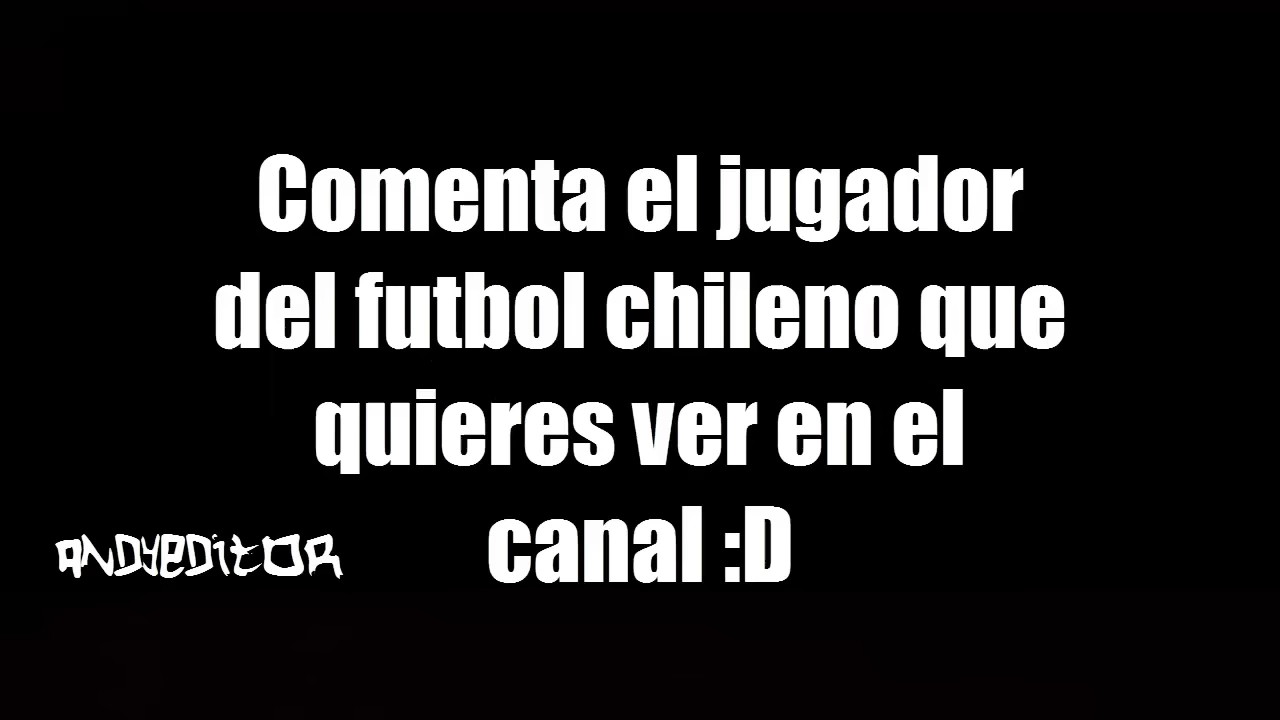 Comenta el jugador
del futbol chileno que
quieres ver en el
canal :D
ANDYEDITOR